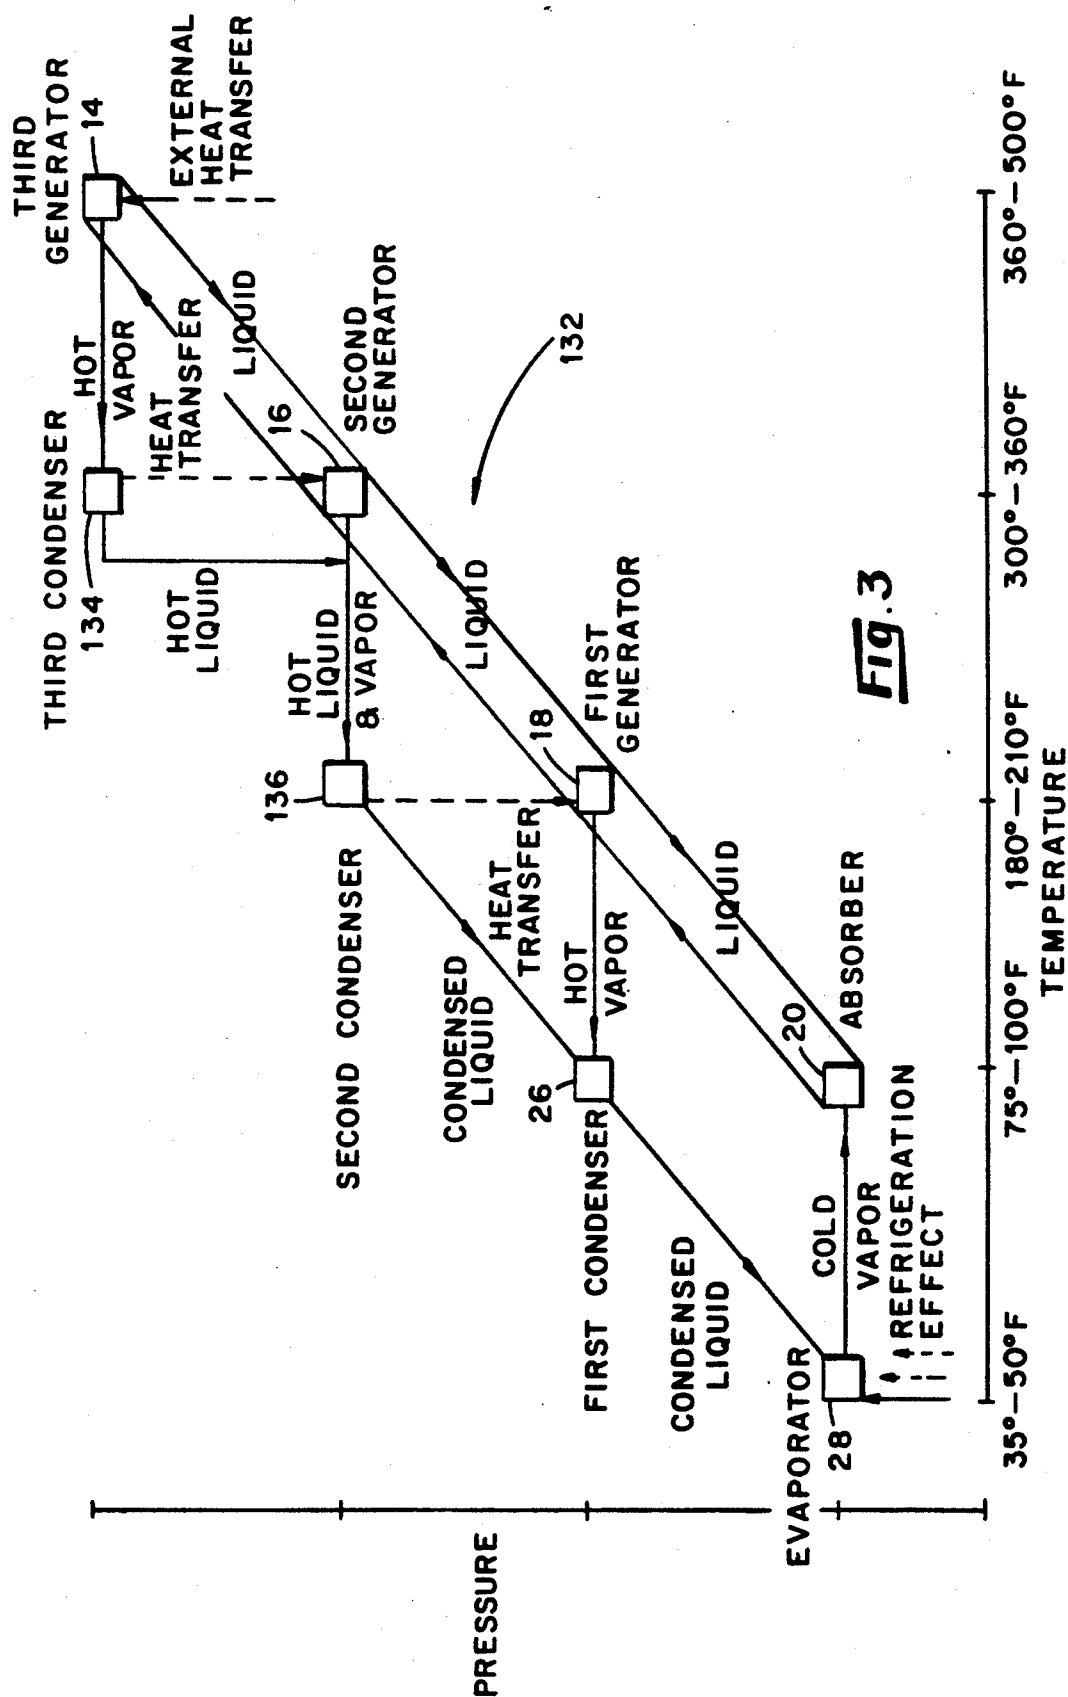 THIRD
GENERATOR
14
EXTERNAL
HEAT
TRANSFER
THIRD CONDENSER
134
HOT
VAPOR
HEAT
TRANSFER
LIQUID
HOT
LIQUID
16
SECOND
GENERATOR
132
136
SECOND CONDENSER
HOT
LIQUID
& VAPOR
LIQUID
CONDENSED
LIQUID
HEAT
TRANSFER
18
FIRST
GENERATOR
26
FIRST CONDENSER
HOT
VAPOR
LIQUID
CONDENSED
LIQUID
20
ABSORBER
EVAPORATOR
28
COLD
VAPOR
REFRIGERATION
EFFECT
PRESSURE
35°–50°F
75°–100°F
180°–210°F
300°–360°F
360°–500°F
TEMPERATURE
Fig.3